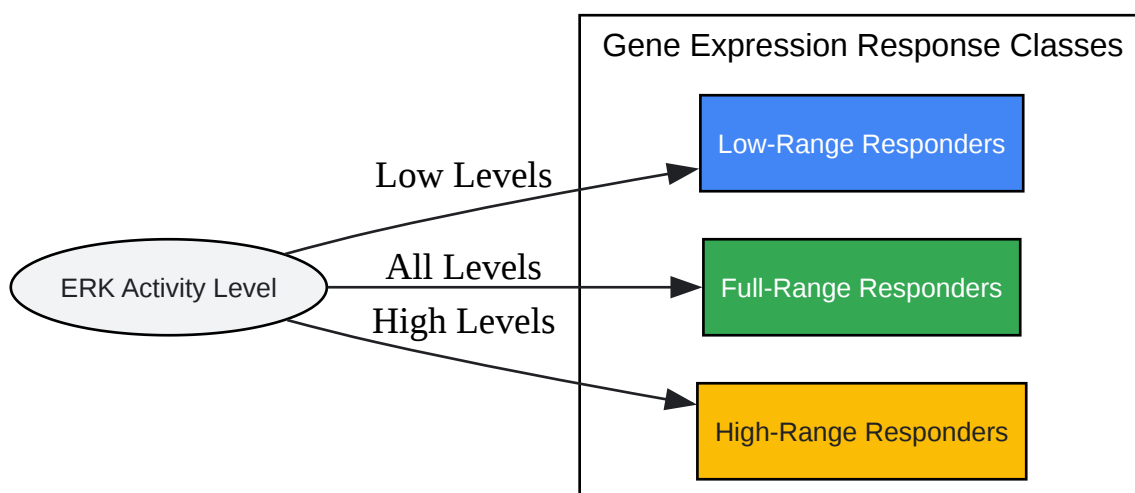 Gene Expression Response Classes
Low-Range Responders
Low Levels
ERK Activity Level
All Levels
Full-Range Responders
High Levels
High-Range Responders